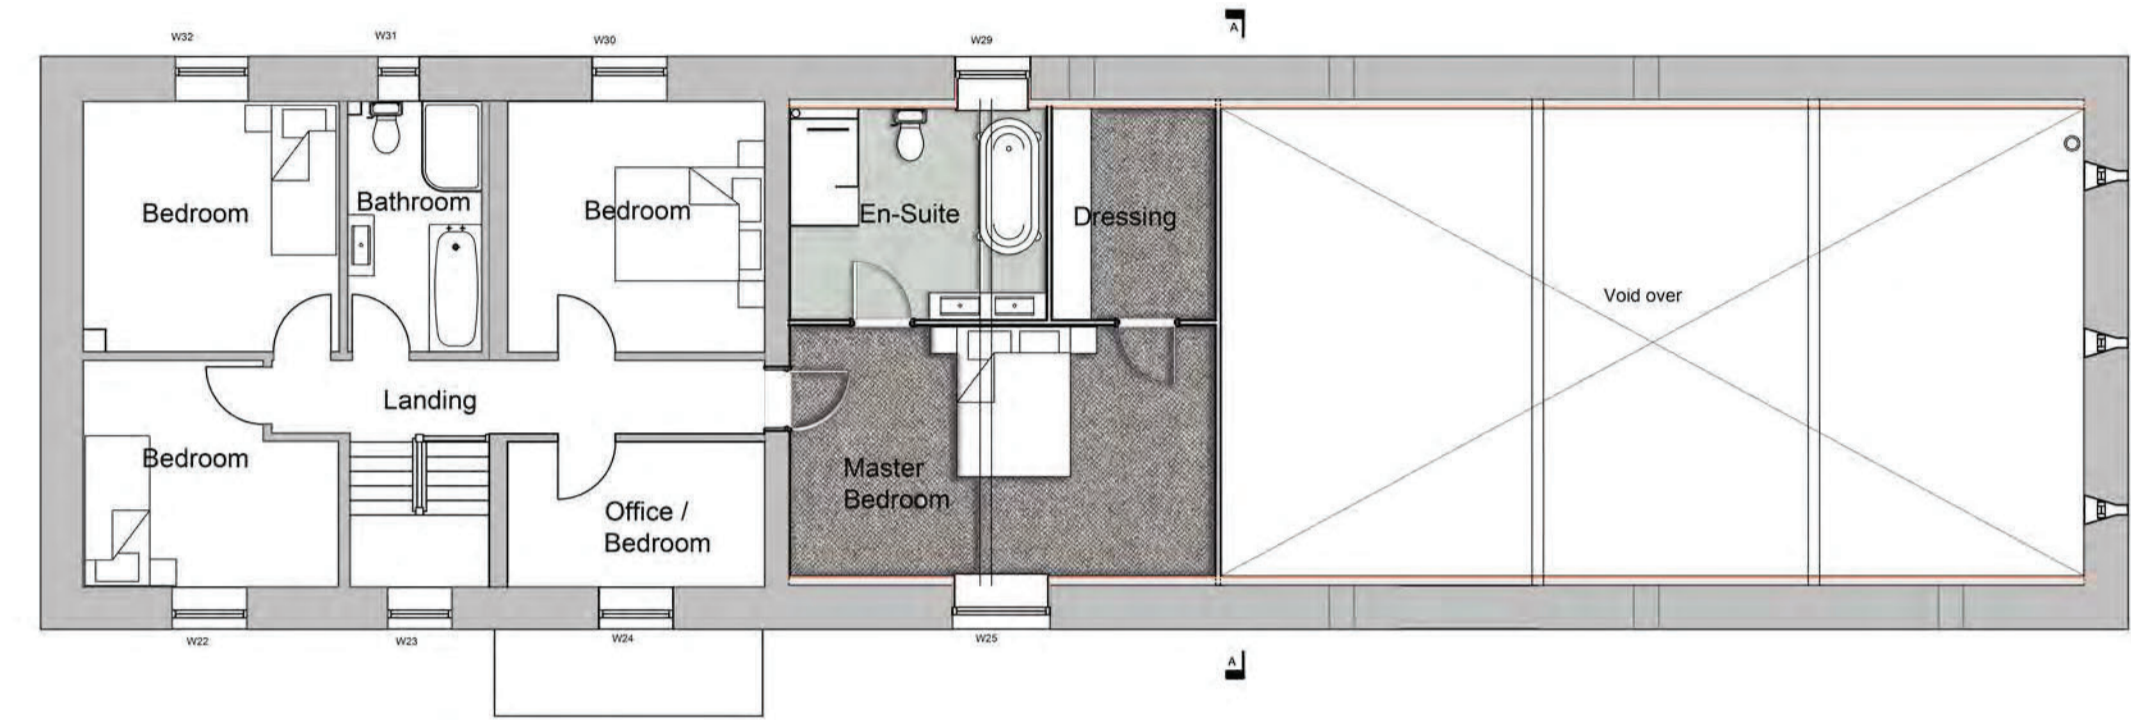 A
W32
W31
W30
W29
Bedroom
Bathroom
Bedroom
En-Suite
Dressing
Void over
Landing
Bedroom
Master
Bedroom
Office /
Bedroom
W22
W23
W24
W25
A